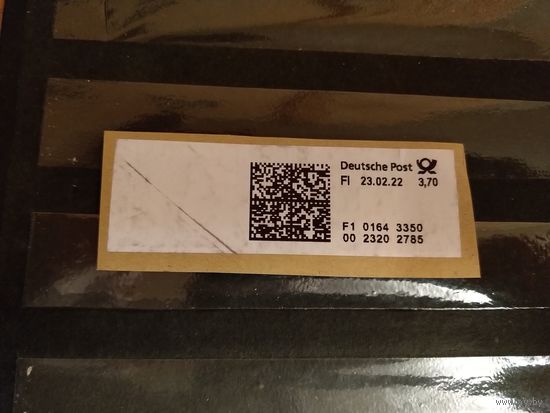 Deutsche Post
FI 23.02.22 3,70
F1 0164 3350
00 2320 2785